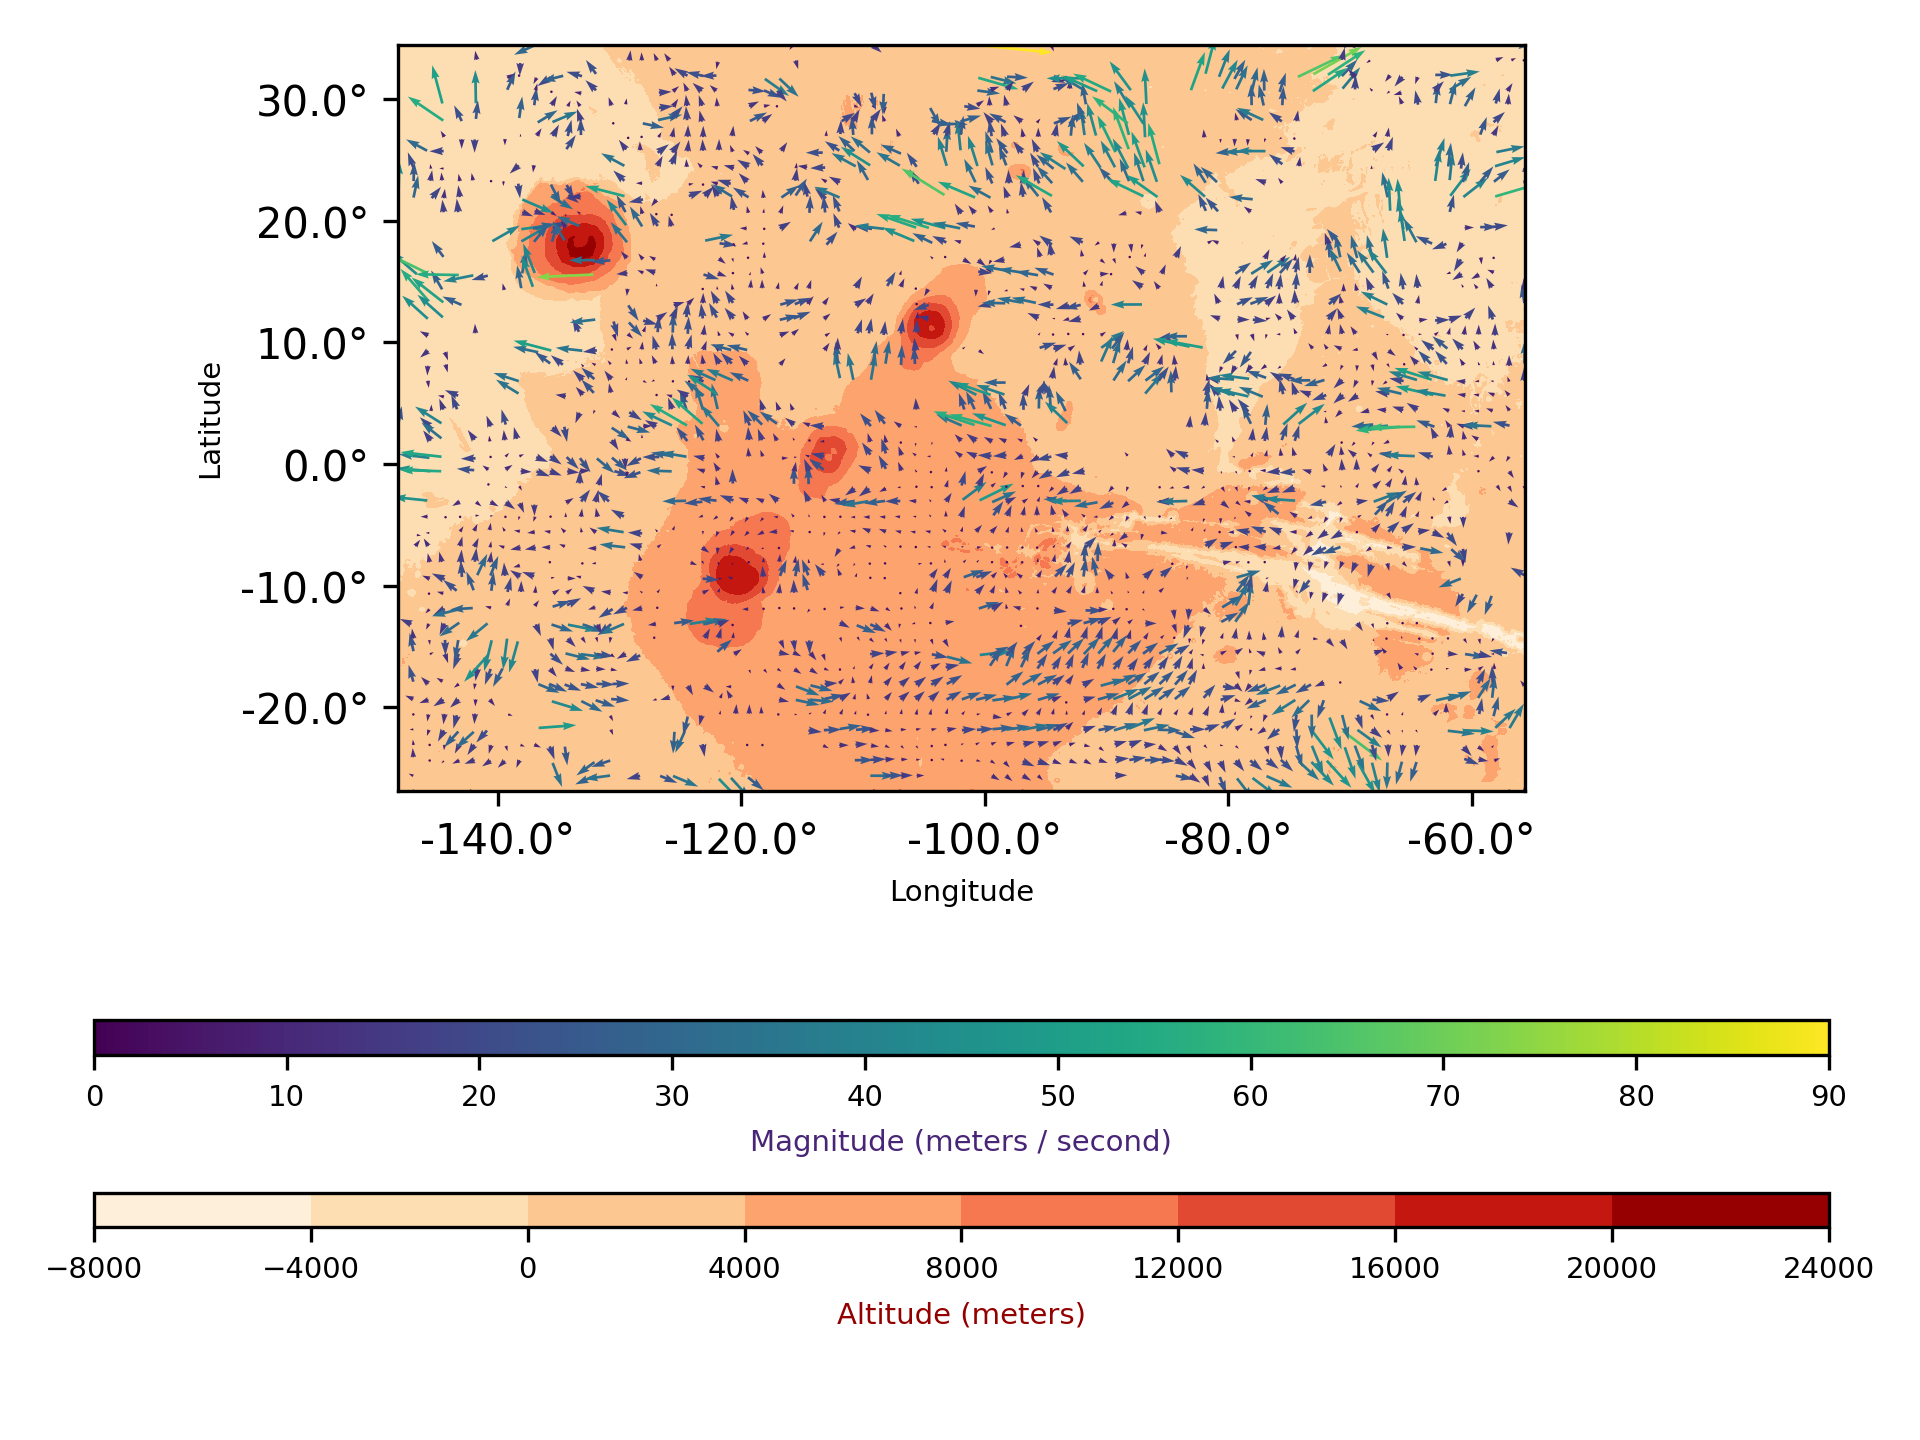 30.0°
20.0°
10.0°
0.0°
-10.0°
-20.0°
Latitude
-140.0° -120.0° -100.0° -80.0° -60.0°
Longitude
0 10 20 30 40 50 60 70 80 90
Magnitude (meters / second)
−8000 −4000 0 4000 8000 12000 16000 20000 24000
Altitude (meters)